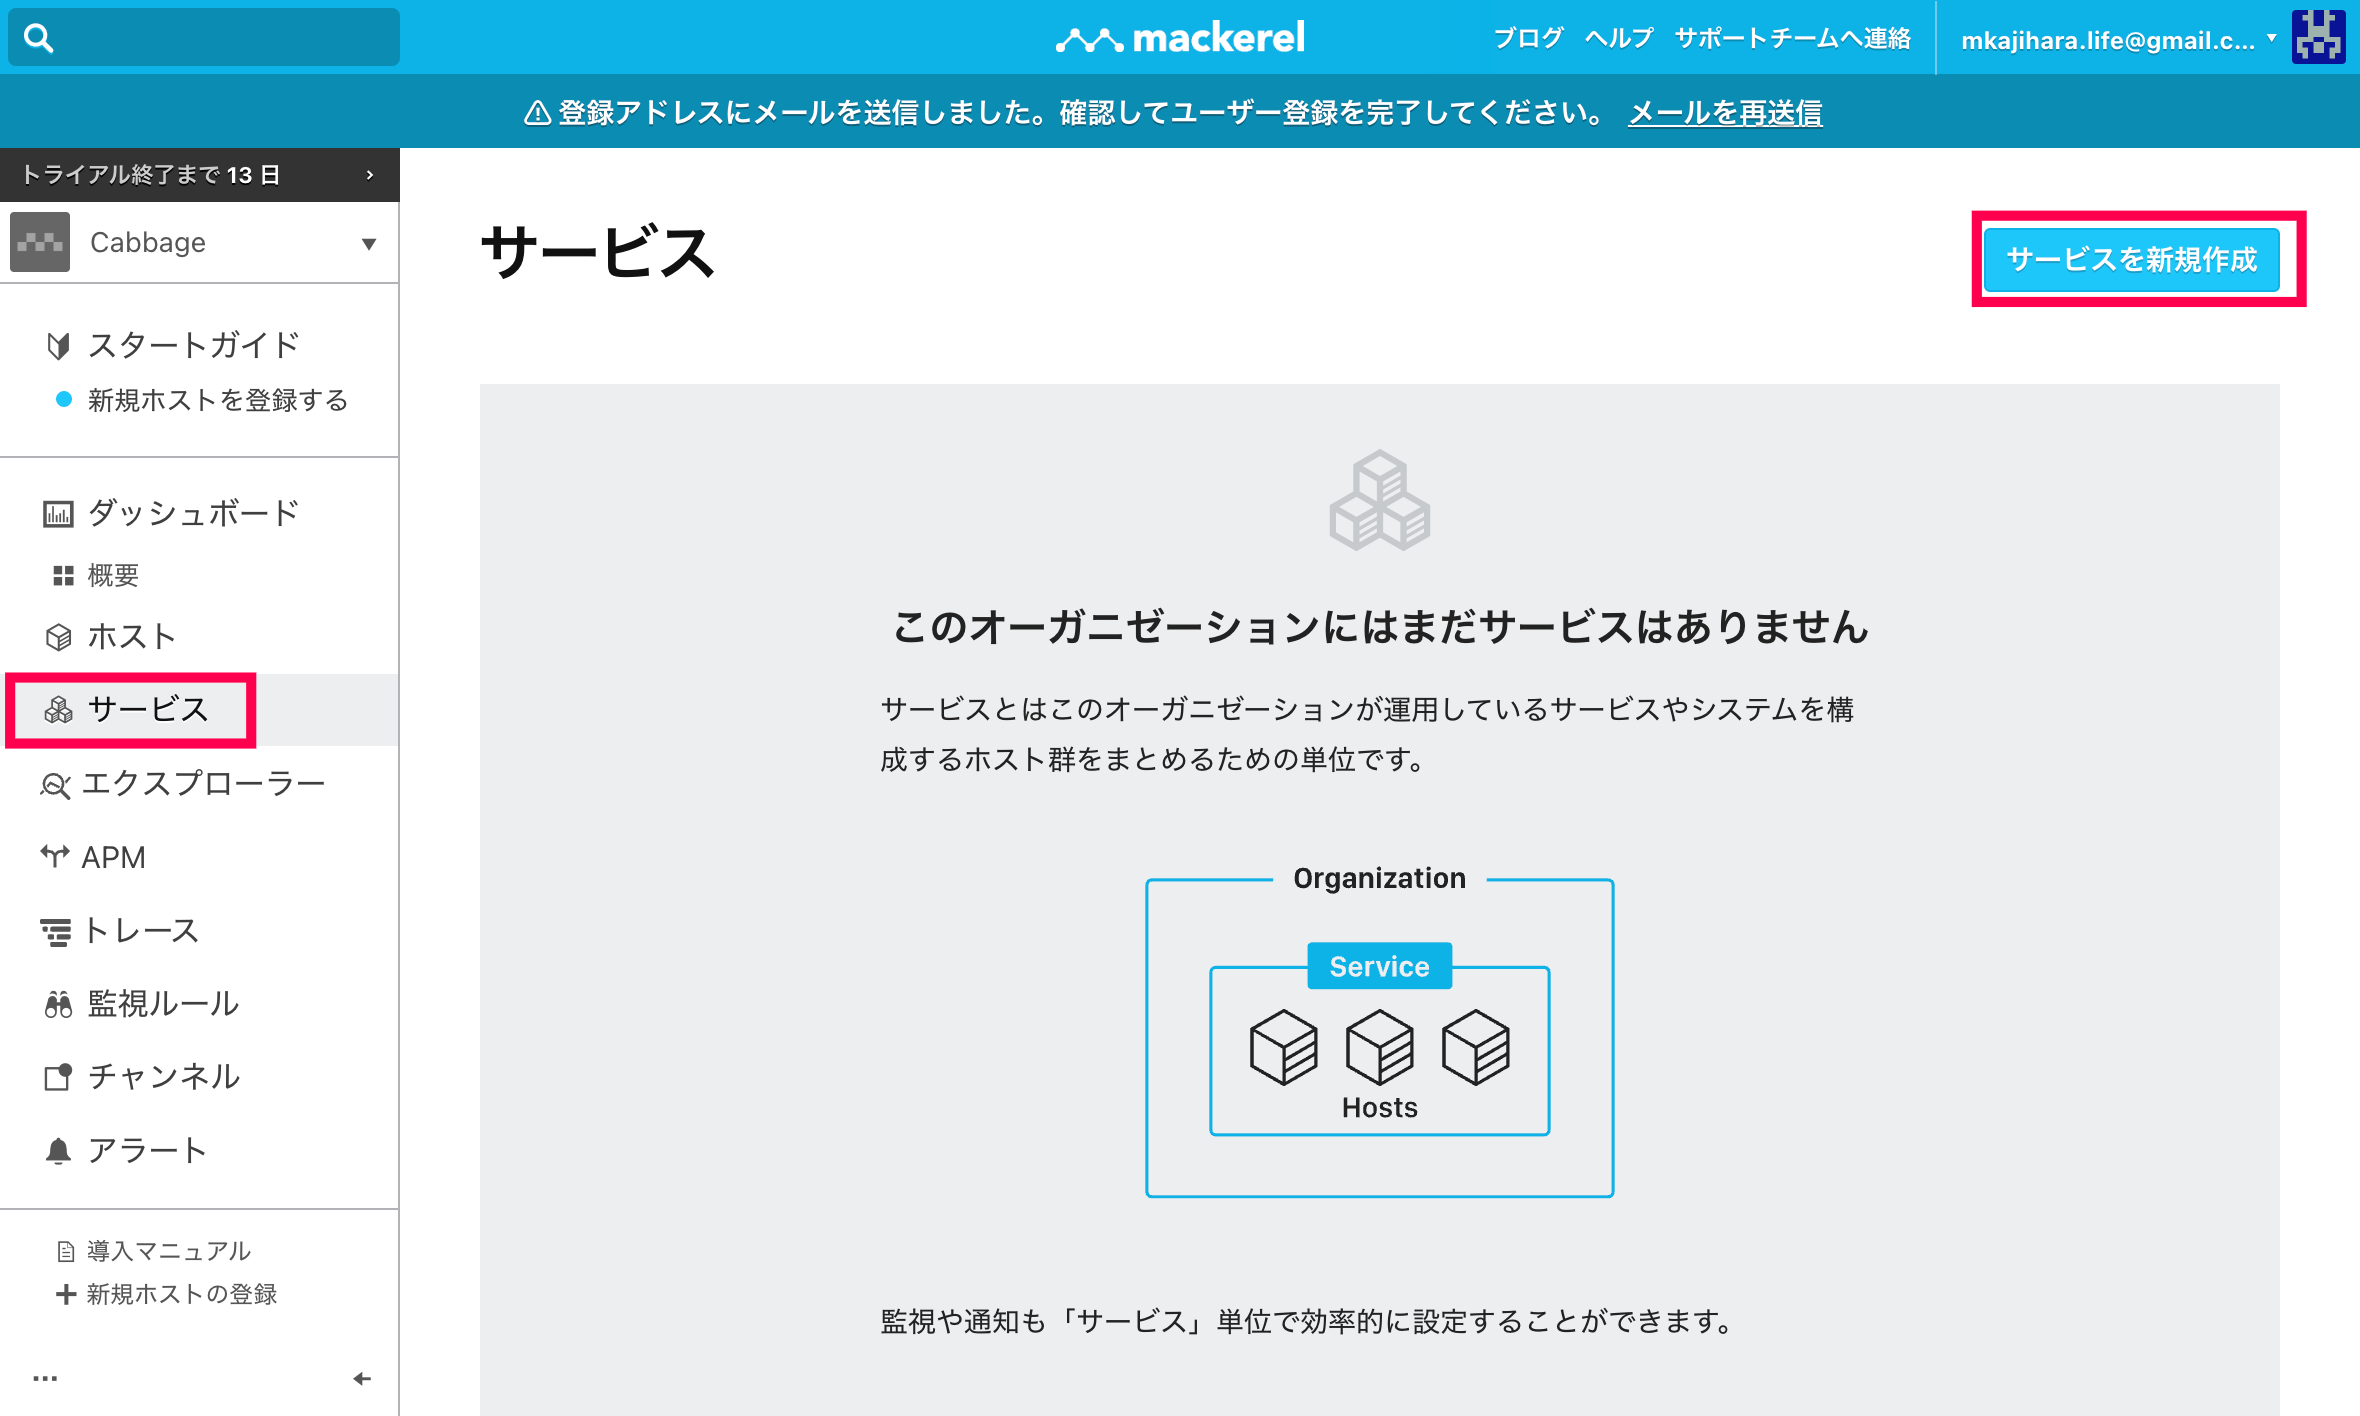 mackerel
ブログ ヘルプ サポートチームへ連絡
mkajihara.life@gmail.c...
登録アドレスにメールを送信しました。確認してユーザー登録を完了してください。 メールを再送信
トライアル終了まで 13 日
Cabbage
スタートガイド
新規ホストを登録する
ダッシュボード
概要
ホスト
サービス
エクスプローラー
APM
トレース
監視ルール
チャンネル
アラート
導入マニュアル
新規ホストの登録
サービス
サービスを新規作成
このオーガニゼーションにはまだサービスはありません
サービスとはこのオーガニゼーションが運用しているサービスやシステムを構
成するホスト群をまとめるための単位です。
Organization
Service
Hosts
監視や通知も「サービス」単位で効率的に設定することができます。